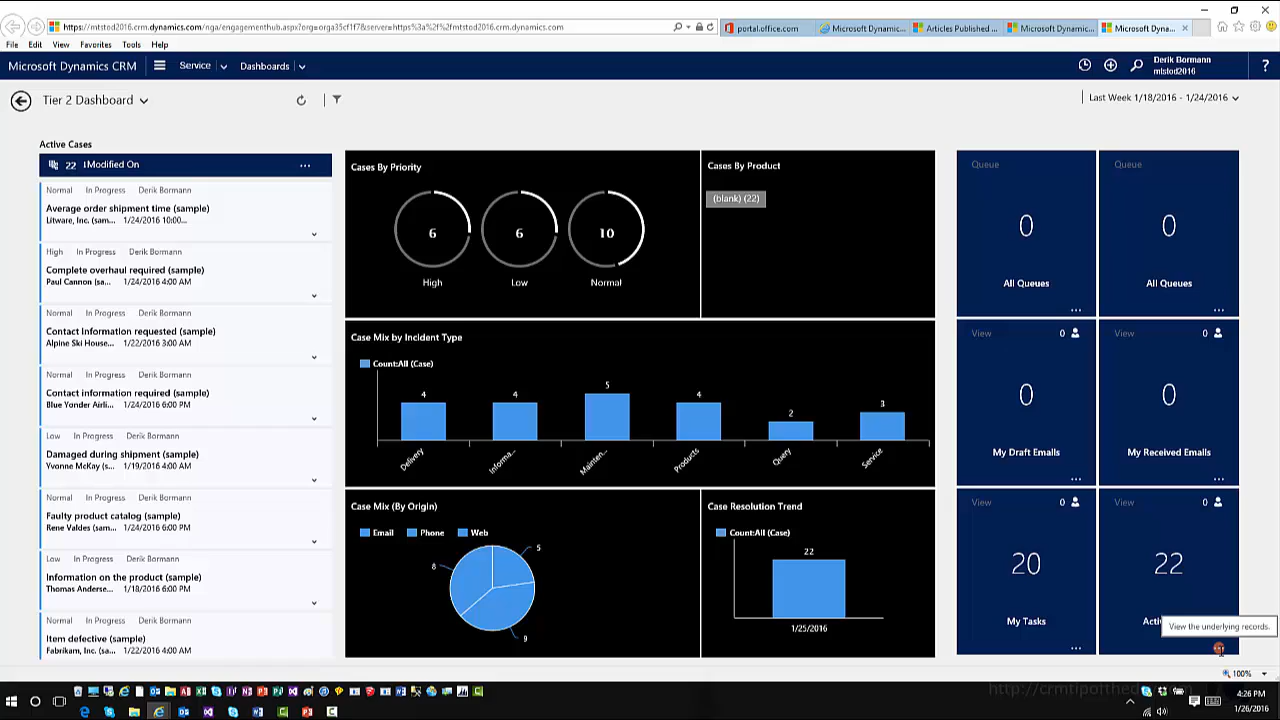 https://mtstod2016.crm.dynamics.com/nga/engagementhub.aspx?org=orga35cf1f7&server=https%3a%2f%2fmtstod2016.crm.dynamics.com
portal.office.com
Microsoft Dynamic...
Articles Published ...
Microsoft Dynamic...
Microsoft Dyna...
File Edit View Favorites Tools Help
Microsoft Dynamics CRM
Service
Dashboards
Derik Bormann
mtstod2016
?
Tier 2 Dashboard
Last Week 1/18/2016 - 1/24/2016
Active Cases
22 Modified On
...
Normal In Progress Derik Bormann
Average order shipment time (sample)
Litware, Inc. (sam... 1/24/2016 10:00...
High In Progress Derik Bormann
Complete overhaul required (sample)
Paul Cannon (sa... 1/24/2016 4:00 AM
Normal In Progress Derik Bormann
Contact Information requested (sample)
Alpine Ski House... 1/22/2016 3:00 AM
Normal In Progress Derik Bormann
Contact information required (sample)
Blue Yonder Airli... 1/24/2016 6:00 PM
Low In Progress Derik Bormann
Damaged during shipment (sample)
Yvonne McKay (s... 1/19/2016 4:00 AM
Normal In Progress Derik Bormann
Faulty product catalog (sample)
Rene Valdes (sam... 1/24/2016 6:00 PM
Low In Progress Derik Bormann
Information on the product (sample)
Thomas Anderse... 1/18/2016 6:00 PM
Normal In Progress Derik Bormann
Item defective (sample)
Fabrikam, Inc. (sa... 1/22/2016 4:00 AM
Cases By Priority
6 6 10
High Low Normal
Cases By Product
(blank) (22)
Case Mix by Incident Type
Count:All (Case)
4 4 5 4 2 3
Delivery Informa... Mainten... Products Query Service
Case Mix (By Origin)
Email Phone Web
5
8
9
Case Resolution Trend
Count:All (Case)
22
1/25/2016
Queue
0
All Queues
...
Queue
0
All Queues
...
View 0
0
My Draft Emails
...
View 0
0
My Received Emails
...
View 0
20
My Tasks
...
View 0
22
Acti
View the underlying records.
100%
4:26 PM
1/26/2016